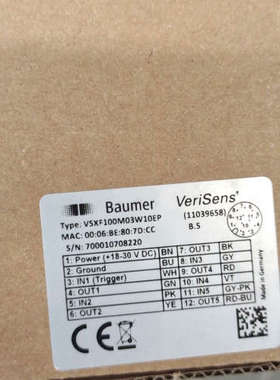 Baumer VeriSens®
Type: VSXF100M03W10EP (11039658)
MAC: 00:06:BE:80:7D:CC B.5
S/N: 700010708220
1: Power (+18-30 V DC) BN 7: OUT3 BK
2: Ground BU 8: IN3 GY
3: IN1 (Trigger) WH 9: OUT4 RD
4: OUT1 GN 10: IN4 VT
5: IN2 PK 11: GY-PK
6: OUT2 YE 12: OUT5 RD-BU
Made in Germany
CE